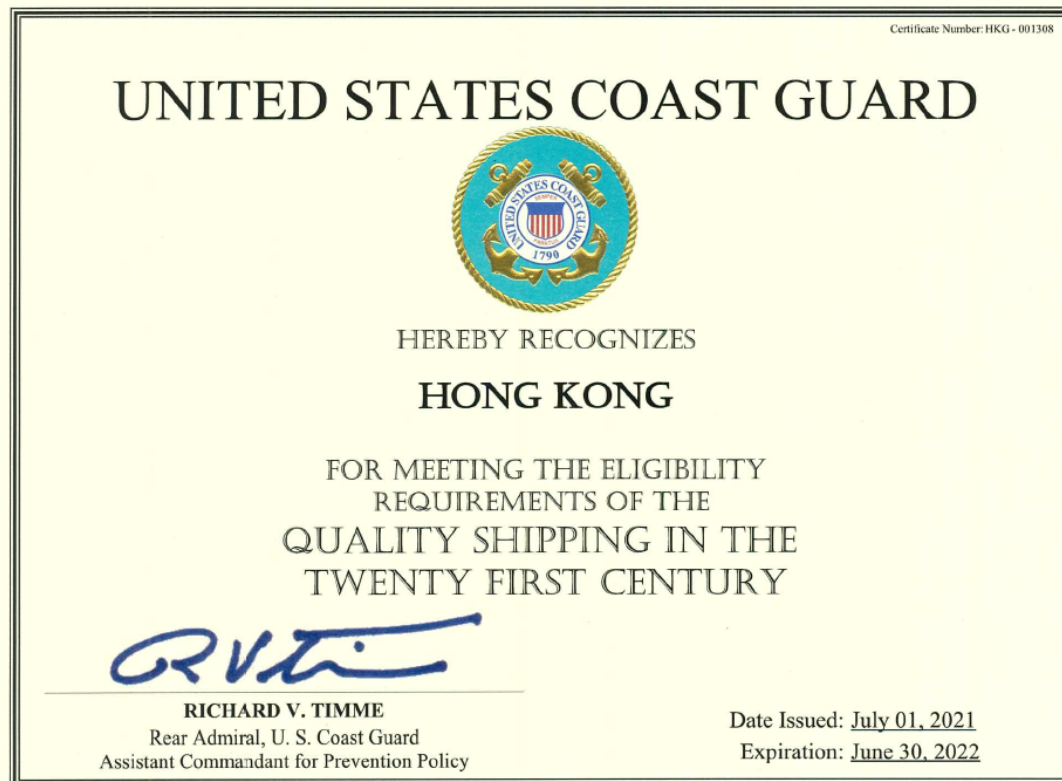 Certificate Number: HKG - 001308
UNITED STATES COAST GUARD
UNITED STATES COAST GUARD
SEMPER
PARATUS
1790
HEREBY RECOGNIZES
HONG KONG
FOR MEETING THE ELIGIBILITY
REQUIREMENTS OF THE
QUALITY SHIPPING IN THE
TWENTY FIRST CENTURY
RICHARD V. TIMME
Rear Admiral, U. S. Coast Guard
Assistant Commandant for Prevention Policy
Date Issued: July 01, 2021
Expiration: June 30, 2022